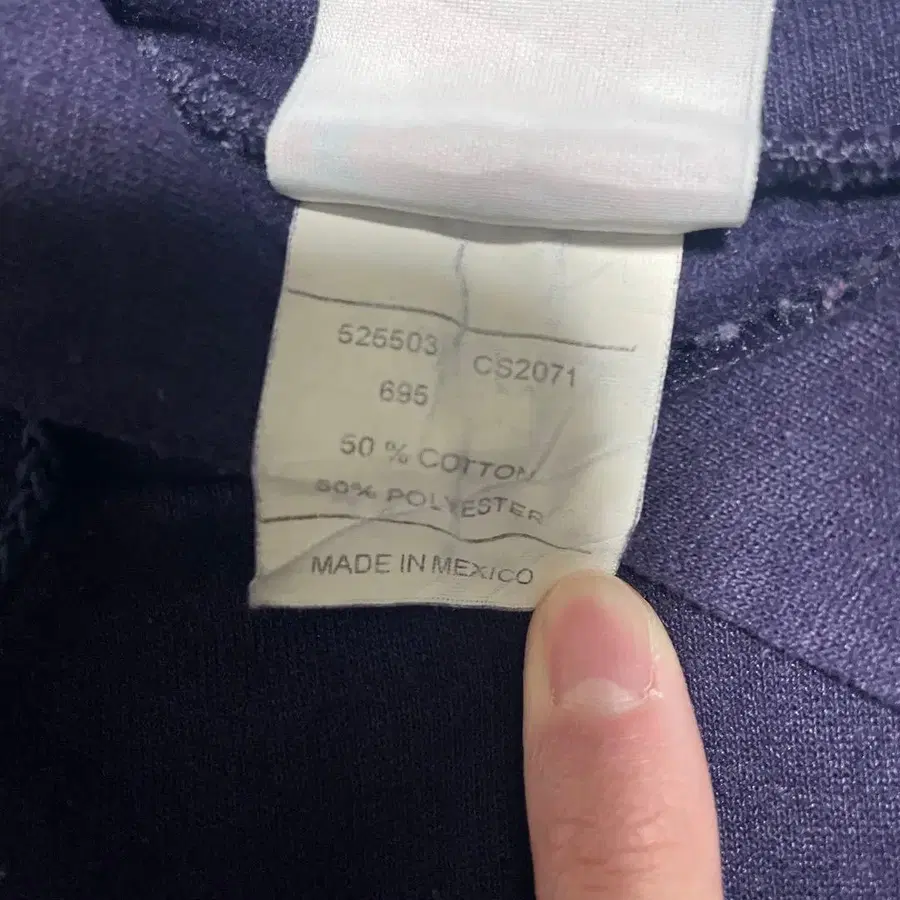 525503 CS2071
695
50 % COTTON
50% POLYESTER
MADE IN MEXICO